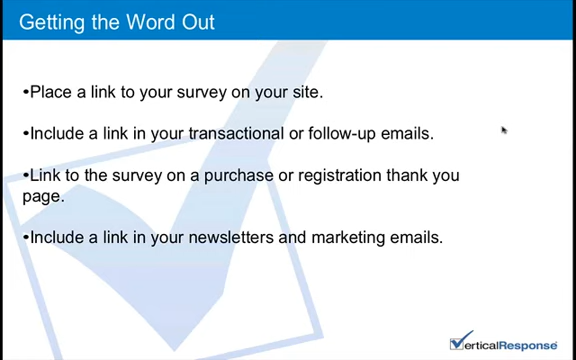 Getting the Word Out
•Place a link to your survey on your site.
•Include a link in your transactional or follow-up emails.
•Link to the survey on a purchase or registration thank you
page.
•Include a link in your newsletters and marketing emails.
VerticalResponse